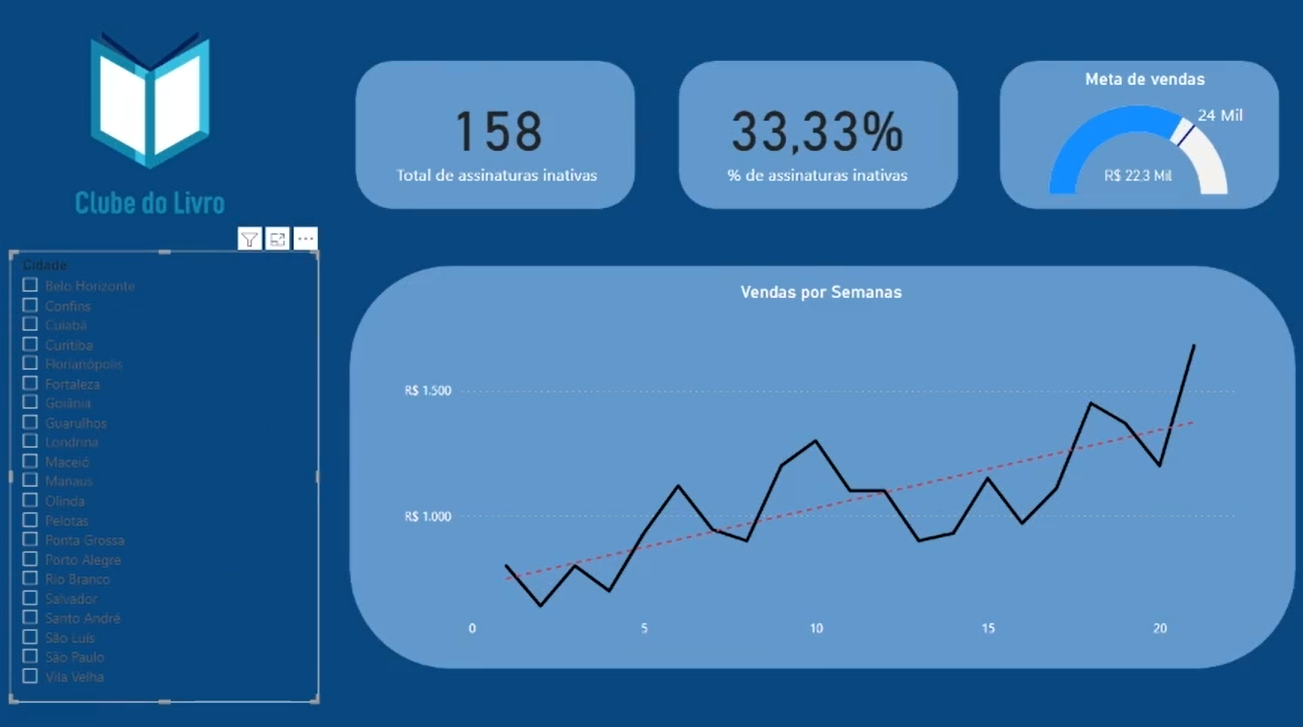 Clube do Livro
158
Total de assinaturas inativas
33,33%
% de assinaturas inativas
Meta de vendas
24 Mil
R$ 22,3 Mil
Cidade
Belo Horizonte
Confins
Cuiabá
Curitiba
Florianópolis
Fortaleza
Goiânia
Guarulhos
Londrina
Maceió
Manaus
Olinda
Pelotas
Ponta Grossa
Porto Alegre
Rio Branco
Salvador
Santo André
São Luís
São Paulo
Vila Velha
Vendas por Semanas
R$ 1.500
R$ 1.000
0 5 10 15 20